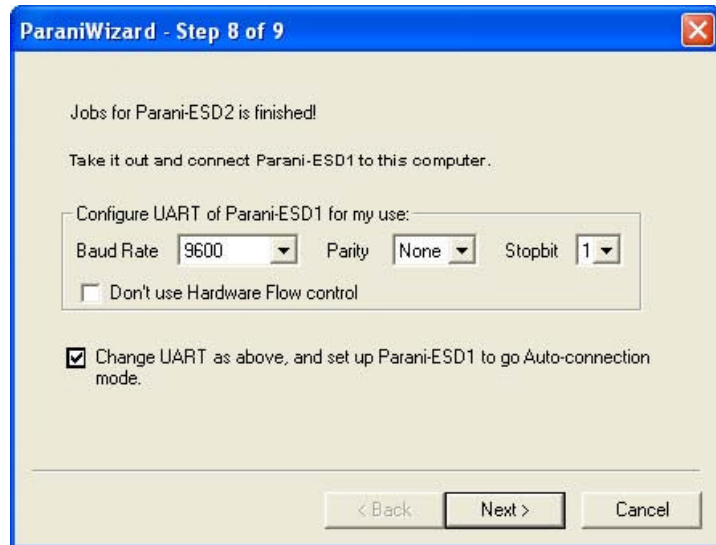 ParaniWizard - Step 8 of 9
Jobs for Parani-ESD2 is finished!
Take it out and connect Parani-ESD1 to this computer.
Configure UART of Parani-ESD1 for my use:
Baud Rate 9600 Parity None Stopbit 1
Don't use Hardware Flow control
Change UART as above, and set up Parani-ESD1 to go Auto-connection
mode.
< Back Next > Cancel